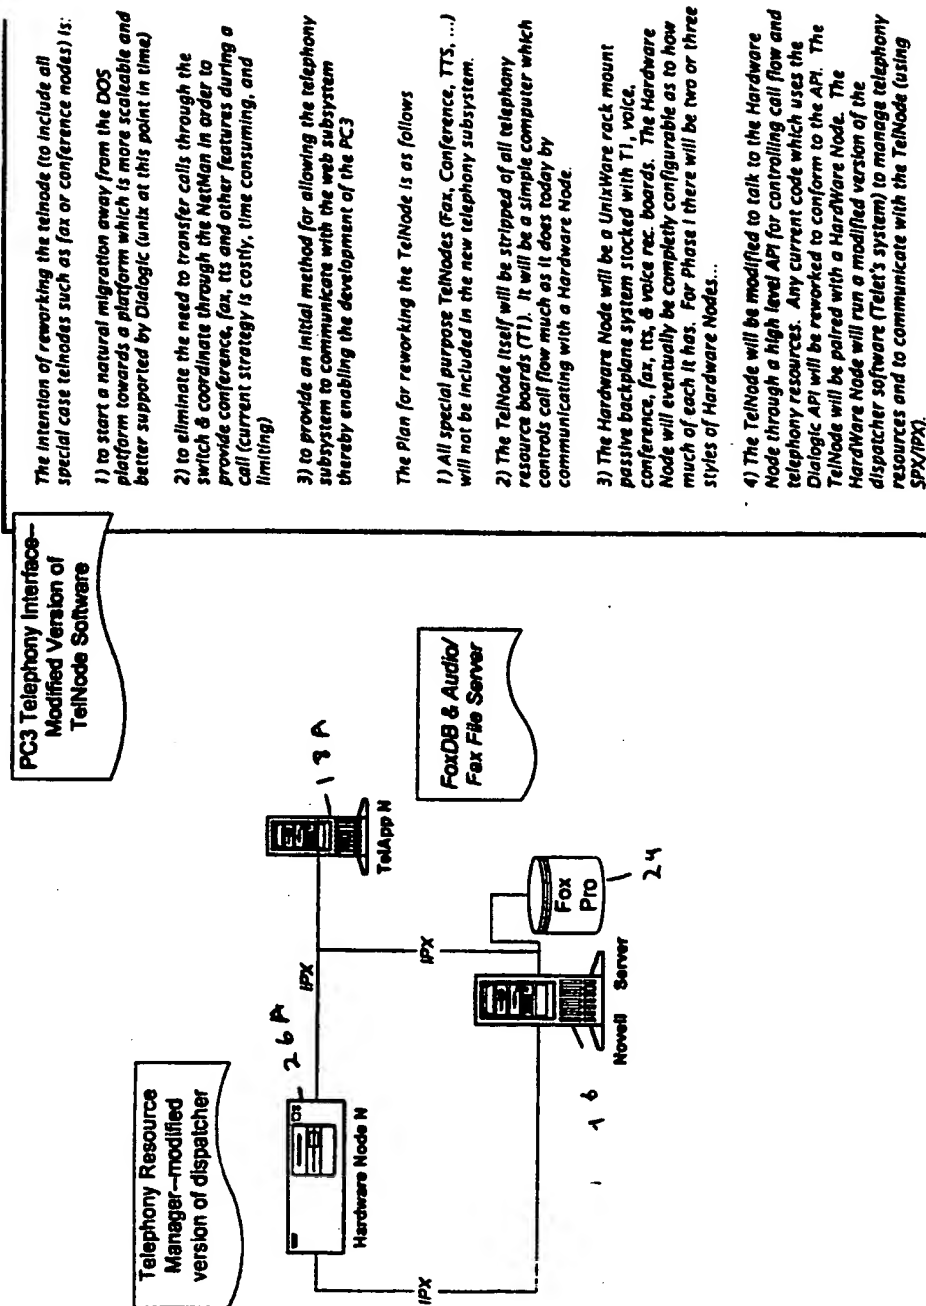 PC3 Telephony Interface--
Modified Version of
TelNode Software
Telephony Resource
Manager--modified
version of dispatcher
FoxDB & Audio/
Fax File Server
26A
Hardware Node N
18A
TelApp N
IPX
IPX
IPX
16
Novell Server
Fox
Pro
24
The intention of reworking the telnode (to include all
special case telnodes such as fax or conference nodes) is:
1) to start a natural migration away from the DOS
platform towards a platform which is more scaleable and
better supported by Dialogic (unix at this point in time)
2) to eliminate the need to transfer calls through the
switch & coordinate through the NetMan in order to
provide conference, fax, tts and other features during a
call (current strategy is costly, time consuming, and
limiting)
3) to provide an initial method for allowing the telephony
subsystem to communicate with the web subsystem
thereby enabling the development of the PC3
The Plan for reworking the TelNode is as follows
1) All special purpose TelNodes (Fax, Conference, TTS, ...)
will not be included in the new telephony subsystem.
2) The TelNode itself will be stripped of all telephony
resource boards (T1). It will be a simple computer which
controls call flow much as it does today by
communicating with a Hardware Node.
3) The Hardware Node will be a UnixWare rack mount
passive backplane system stocked with T1, voice,
conference, fax, tts, & voice rec. boards. The Hardware
Node will eventually be completly configurable as to how
much of each it has. For Phase I there will be two or three
styles of Hardware Nodes...
4) The TelNode will be modified to talk to the Hardware
Node through a high level API for controlling call flow and
telephony resources. Any current code which uses the
Dialogic API will be reworked to conform to the API. The
TelNode will be paired with a HardWare Node. The
HardWare Node will run a modified version of the
dispatcher software (Telet's system) to manage telephony
resources and to communicate with the TelNode (using
SPX/IPX).